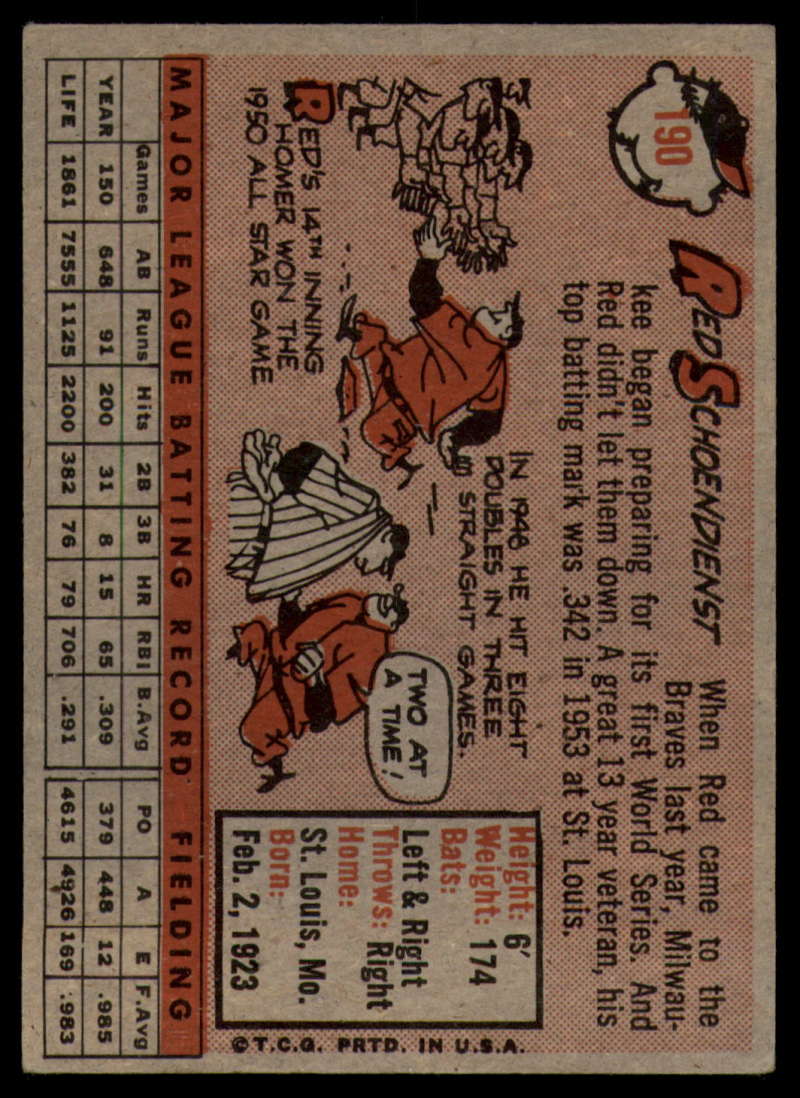 190
RED SCHOENDIENST
When Red came to the
Braves last year, Milwau-
kee began preparing for its first World Series. And
Red didn't let them down. A great 13 year veteran, his
top batting mark was .342 in 1953 at St. Louis.
RED'S 14TH INNING
HOMER WON THE
1950 ALL STAR GAME
IN 1948 HE HIT EIGHT
DOUBLES IN THREE
STRAIGHT GAMES.
TWO AT
A TIME!
Height: 6'
Weight: 174
Bats:
Left & Right
Throws: Right
Home:
St. Louis, Mo.
Born:
Feb. 2, 1923
©T.C.G. PRTD. IN U.S.A.
MAJOR LEAGUE BATTING RECORD FIELDING
Games AB Runs Hits 2B 3B HR RBI B.Avg PO A E F.Avg
YEAR 150 648 91 200 31 8 15 65 .309 379 448 12 .985
LIFE 1861 7555 1125 2200 382 76 79 706 .291 4615 4926 169 .983